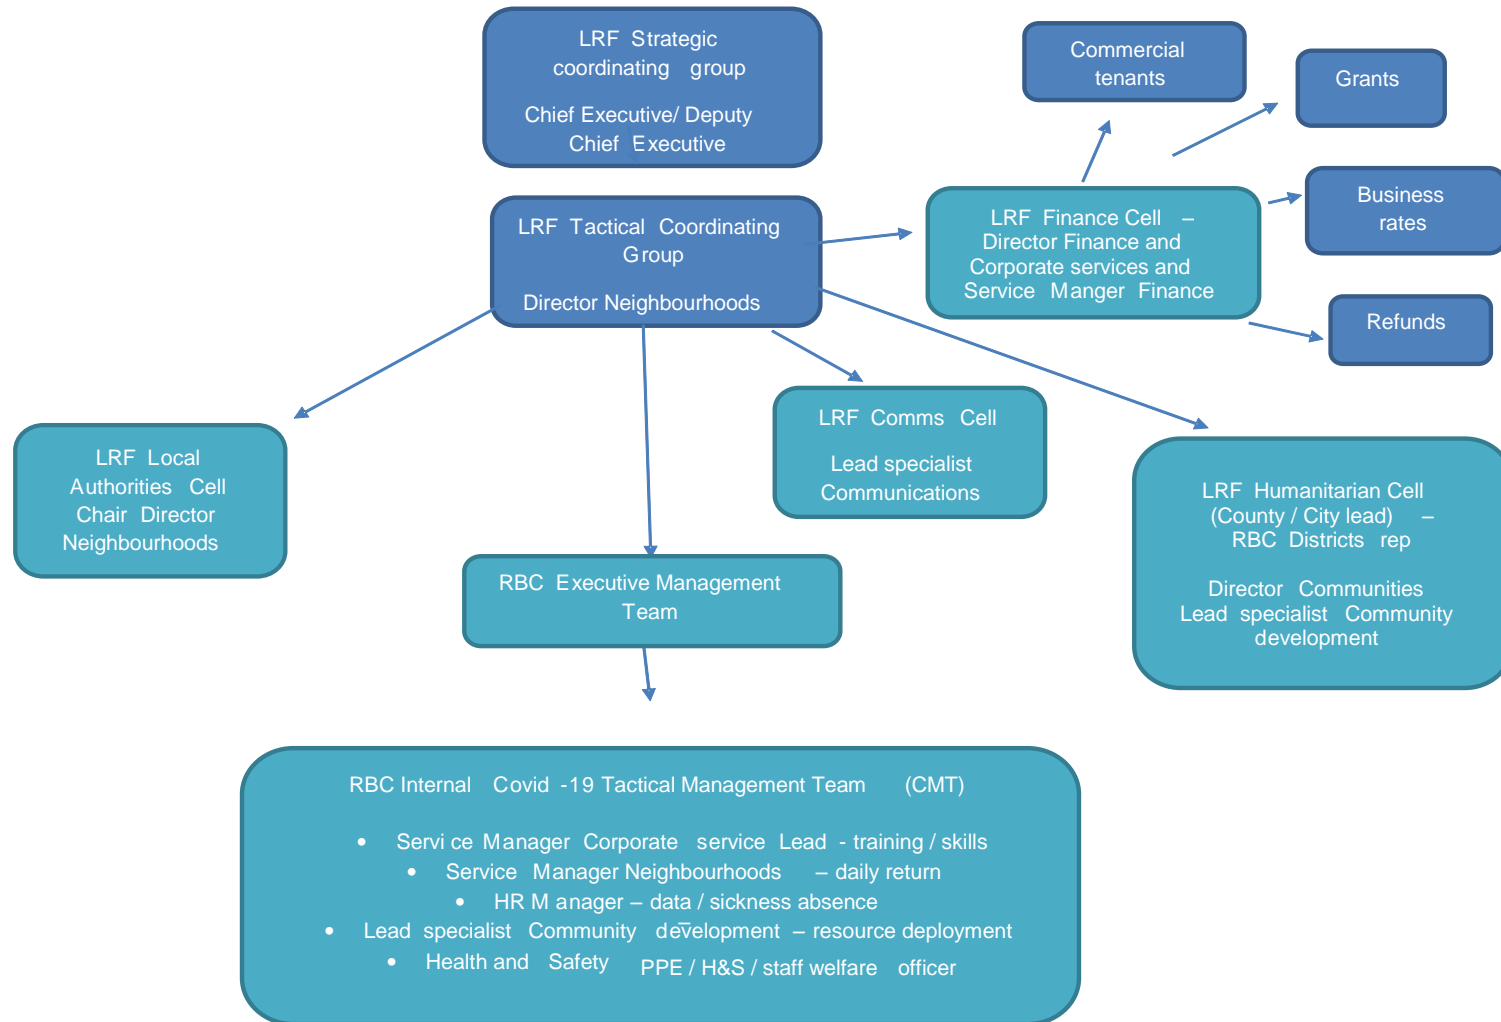 LRF Strategic
coordinating group
Chief Executive/ Deputy
Chief Executive
Commercial
tenants
Grants
LRF Tactical Coordinating
Group
Director Neighbourhoods
LRF Finance Cell –
Director Finance and
Corporate services and
Service Manger Finance
Business
rates
Refunds
LRF Local
Authorities Cell
Chair Director
Neighbourhoods
LRF Comms Cell
Lead specialist
Communications
LRF Humanitarian Cell
(County / City lead) –
RBC Districts rep
Director Communities
Lead specialist Community
development
RBC Executive Management
Team
RBC Internal Covid -19 Tactical Management Team (CMT)
• Servi ce Manager Corporate service Lead - training / skills
• Service Manager Neighbourhoods – daily return
• HR M anager – data / sickness absence
• Lead specialist Community development – resource deployment
• Health and Safety – PPE / H&S / staff welfare officer